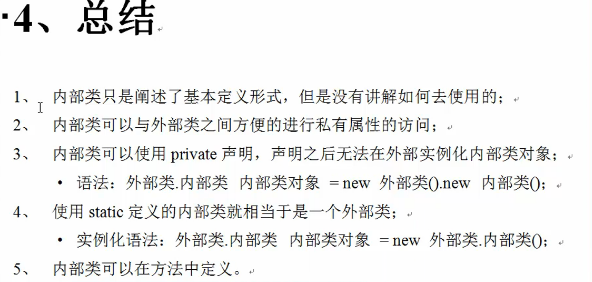 ·4、总结
1、 内部类只是阐述了基本定义形式，但是没有讲解如何去使用的；
2、 内部类可以与外部类之间方便的进行私有属性的访问；
3、 内部类可以使用 private 声明，声明之后无法在外部实例化内部类对象；
• 语法：外部类.内部类 内部类对象 = new 外部类().new 内部类();
4、 使用 static 定义的内部类就相当于是一个外部类；
• 实例化语法：外部类.内部类 内部类对象 = new 外部类.内部类();
5、 内部类可以在方法中定义。